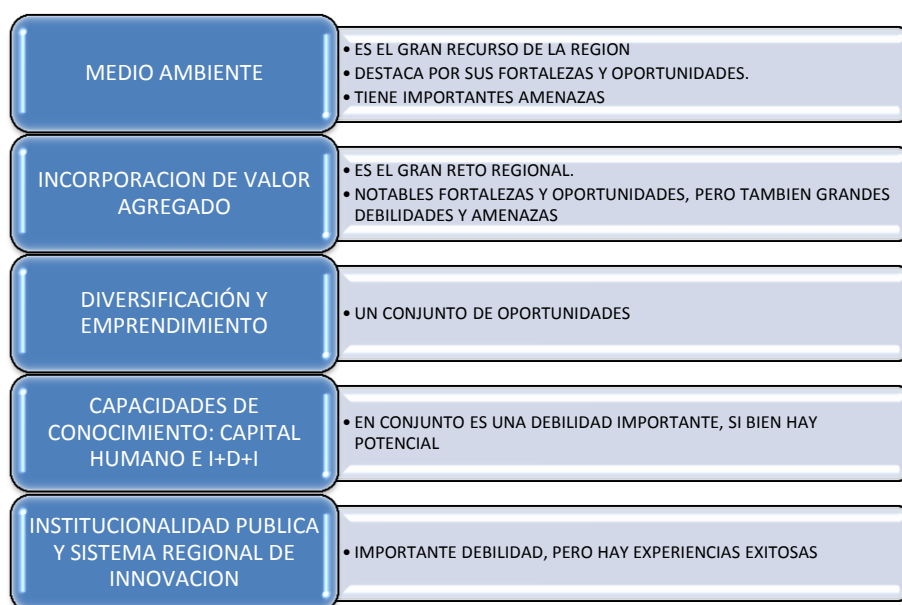 MEDIO AMBIENTE
• ES EL GRAN RECURSO DE LA REGION
• DESTACA POR SUS FORTALEZAS Y OPORTUNIDADES.
• TIENE IMPORTANTES AMENAZAS
INCORPORACION DE VALOR
AGREGADO
• ES EL GRAN RETO REGIONAL.
• NOTABLES FORTALEZAS Y OPORTUNIDADES, PERO TAMBIEN GRANDES
DEBILIDADES Y AMENAZAS
DIVERSIFICACIÓN Y
EMPRENDIMIENTO
• UN CONJUNTO DE OPORTUNIDADES
CAPACIDADES DE
CONOCIMIENTO: CAPITAL
HUMANO E I+D+I
• EN CONJUNTO ES UNA DEBILIDAD IMPORTANTE, SI BIEN HAY
POTENCIAL
INSTITUCIONALIDAD PUBLICA
Y SISTEMA REGIONAL DE
INNOVACION
• IMPORTANTE DEBILIDAD, PERO HAY EXPERIENCIAS EXITOSAS